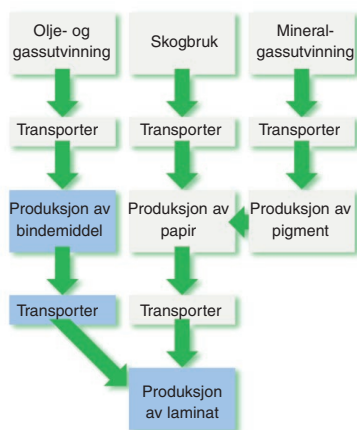 Olje- og
gassutvinning
Skogbruk
Mineral-
gassutvinning
Transporter
Transporter
Transporter
Produksjon av
bindemiddel
Produksjon av
papir
Produksjon av
pigment
Transporter
Transporter
Produksjon
av laminat